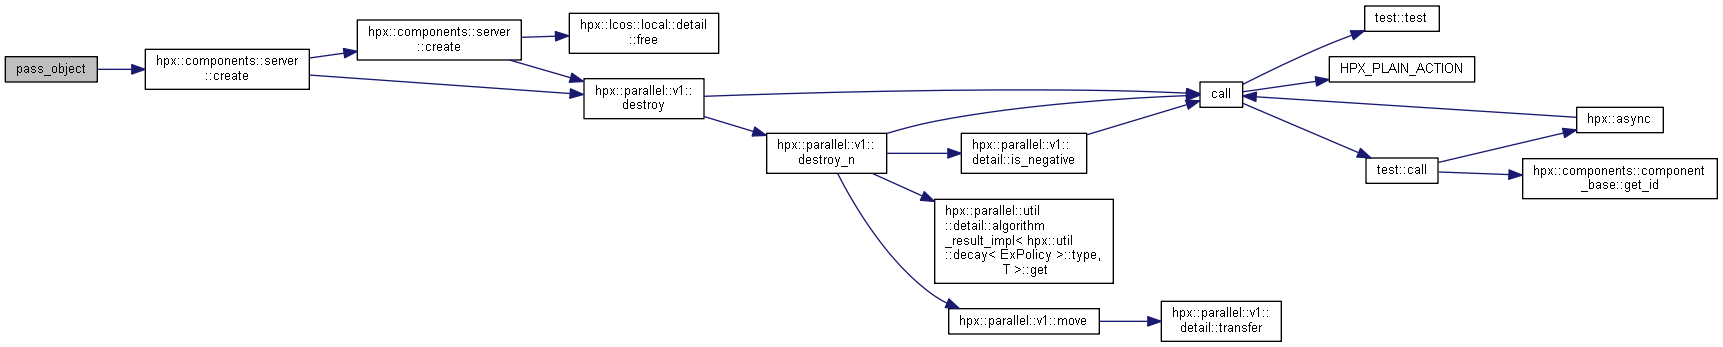 pass_object
hpx::components::server
::create
hpx::components::server
::create
hpx::lcos::local::detail
::free
hpx::parallel::v1::
destroy
hpx::parallel::v1::
destroy_n
hpx::parallel::v1::
detail::is_negative
hpx::parallel::util
::detail::algorithm
_result_impl< hpx::util
::decay< ExPolicy >::type,
T >::get
hpx::parallel::v1::move
hpx::parallel::v1::
detail::transfer
call
test::test
HPX_PLAIN_ACTION
test::call
hpx::async
hpx::components::component
_base::get_id